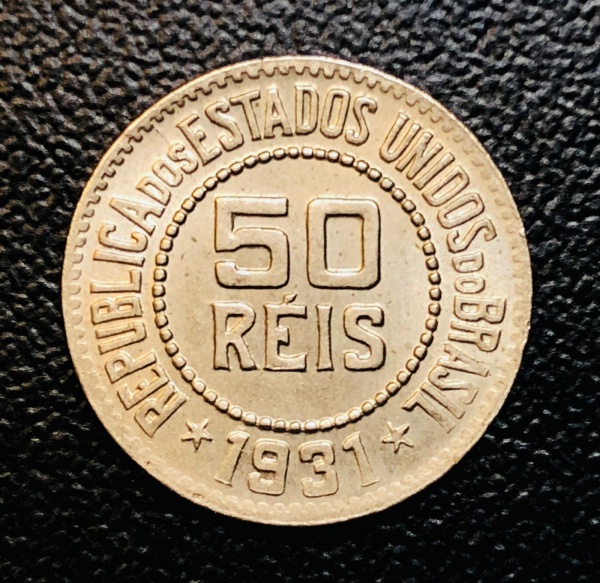 REPUBLICA DOS ESTADOS UNIDOS DO BRASIL
50
RÉIS
1931